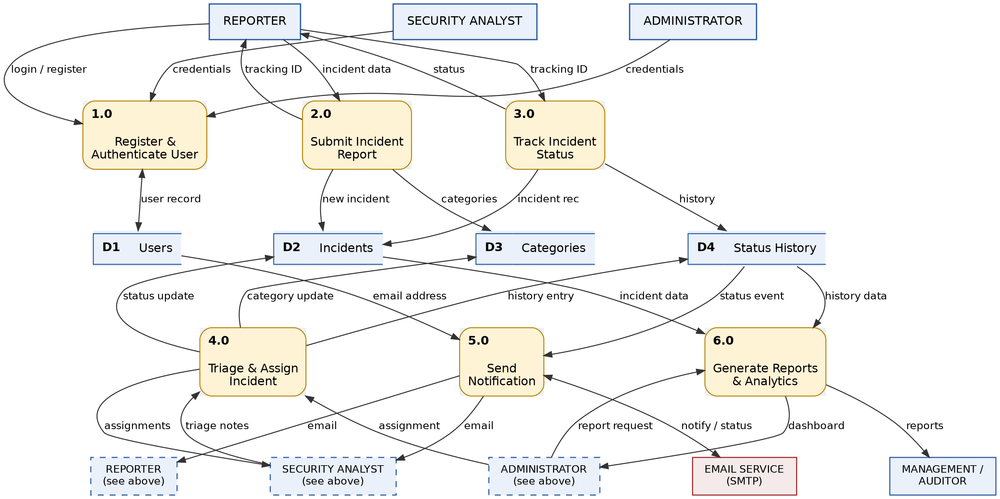 REPORTER
SECURITY ANALYST
ADMINISTRATOR
login / register
credentials
tracking ID
incident data
status
tracking ID
credentials
1.0
Register &
Authenticate User
2.0
Submit Incident
Report
3.0
Track Incident
Status
user record
new incident
categories
incident rec
history
D1 Users
D2 Incidents
D3 Categories
D4 Status History
status update
category update
email address
history entry
incident data
status event
history data
4.0
Triage & Assign
Incident
5.0
Send
Notification
6.0
Generate Reports
& Analytics
assignments
triage notes
email
assignment
email
report request
notify / status
dashboard
reports
REPORTER
(see above)
SECURITY ANALYST
(see above)
ADMINISTRATOR
(see above)
EMAIL SERVICE
(SMTP)
MANAGEMENT /
AUDITOR